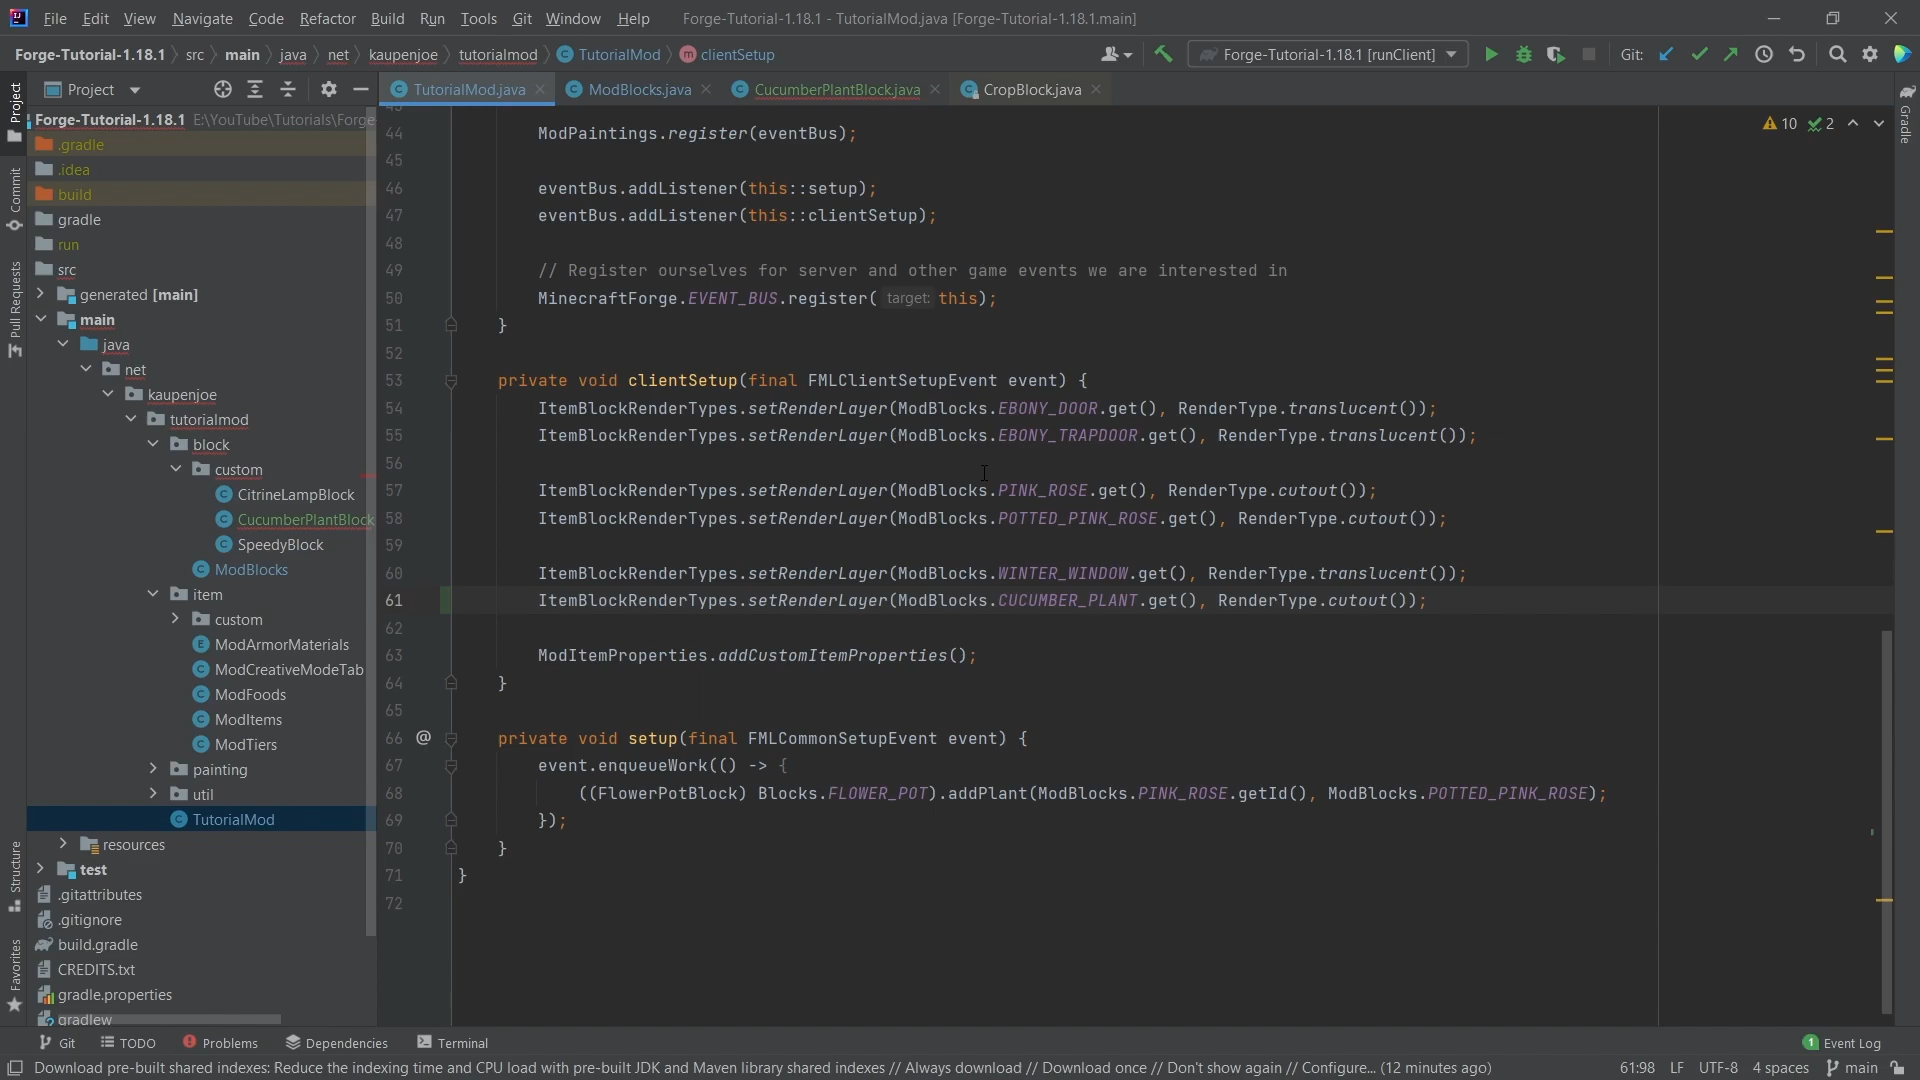 File Edit View Navigate Code Refactor Build Run Tools Git Window Help Forge-Tutorial-1.18.1 - TutorialMod.java [Forge-Tutorial-1.18.1.main]
Forge-Tutorial-1.18.1 src main java net kaupenjoe tutorialmod TutorialMod clientSetup Forge-Tutorial-1.18.1 [runClient] Git:
Project TutorialMod.java ModBlocks.java CucumberPlantBlock.java CropBlock.java
Project
Commit
Pull Requests
Structure
Favorites
Forge-Tutorial-1.18.1 E:\YouTube\Tutorials\Forge
.gradle
.idea
build
gradle
run
src
generated [main]
main
java
net
kaupenjoe
tutorialmod
block
custom
CitrineLampBlock
CucumberPlantBlock
SpeedyBlock
ModBlocks
item
custom
ModArmorMaterials
ModCreativeModeTab
ModFoods
ModItems
ModTiers
painting
util
TutorialMod
resources
test
.gitattributes
.gitignore
build.gradle
CREDITS.txt
gradle.properties
gradlew
10 2
Gradle
43
44 ModPaintings.register(eventBus);
45
46 eventBus.addListener(this::setup);
47 eventBus.addListener(this::clientSetup);
48
49 // Register ourselves for server and other game events we are interested in
50 MinecraftForge.EVENT_BUS.register( target: this);
51 }
52
53 private void clientSetup(final FMLClientSetupEvent event) {
54 ItemBlockRenderTypes.setRenderLayer(ModBlocks.EBONY_DOOR.get(), RenderType.translucent());
55 ItemBlockRenderTypes.setRenderLayer(ModBlocks.EBONY_TRAPDOOR.get(), RenderType.translucent());
56
57 ItemBlockRenderTypes.setRenderLayer(ModBlocks.PINK_ROSE.get(), RenderType.cutout());
58 ItemBlockRenderTypes.setRenderLayer(ModBlocks.POTTED_PINK_ROSE.get(), RenderType.cutout());
59
60 ItemBlockRenderTypes.setRenderLayer(ModBlocks.WINTER_WINDOW.get(), RenderType.translucent());
61 ItemBlockRenderTypes.setRenderLayer(ModBlocks.CUCUMBER_PLANT.get(), RenderType.cutout());
62
63 ModItemProperties.addCustomItemProperties();
64 }
65
66 @ private void setup(final FMLCommonSetupEvent event) {
67 event.enqueueWork(() -> {
68 ((FlowerPotBlock) Blocks.FLOWER_POT).addPlant(ModBlocks.PINK_ROSE.getId(), ModBlocks.POTTED_PINK_ROSE);
69 });
70 }
71 }
72
Git TODO Problems Dependencies Terminal 1 Event Log
Download pre-built shared indexes: Reduce the indexing time and CPU load with pre-built JDK and Maven library shared indexes // Always download // Download once // Don't show again // Configure... (12 minutes ago) 61:98 LF UTF-8 4 spaces main